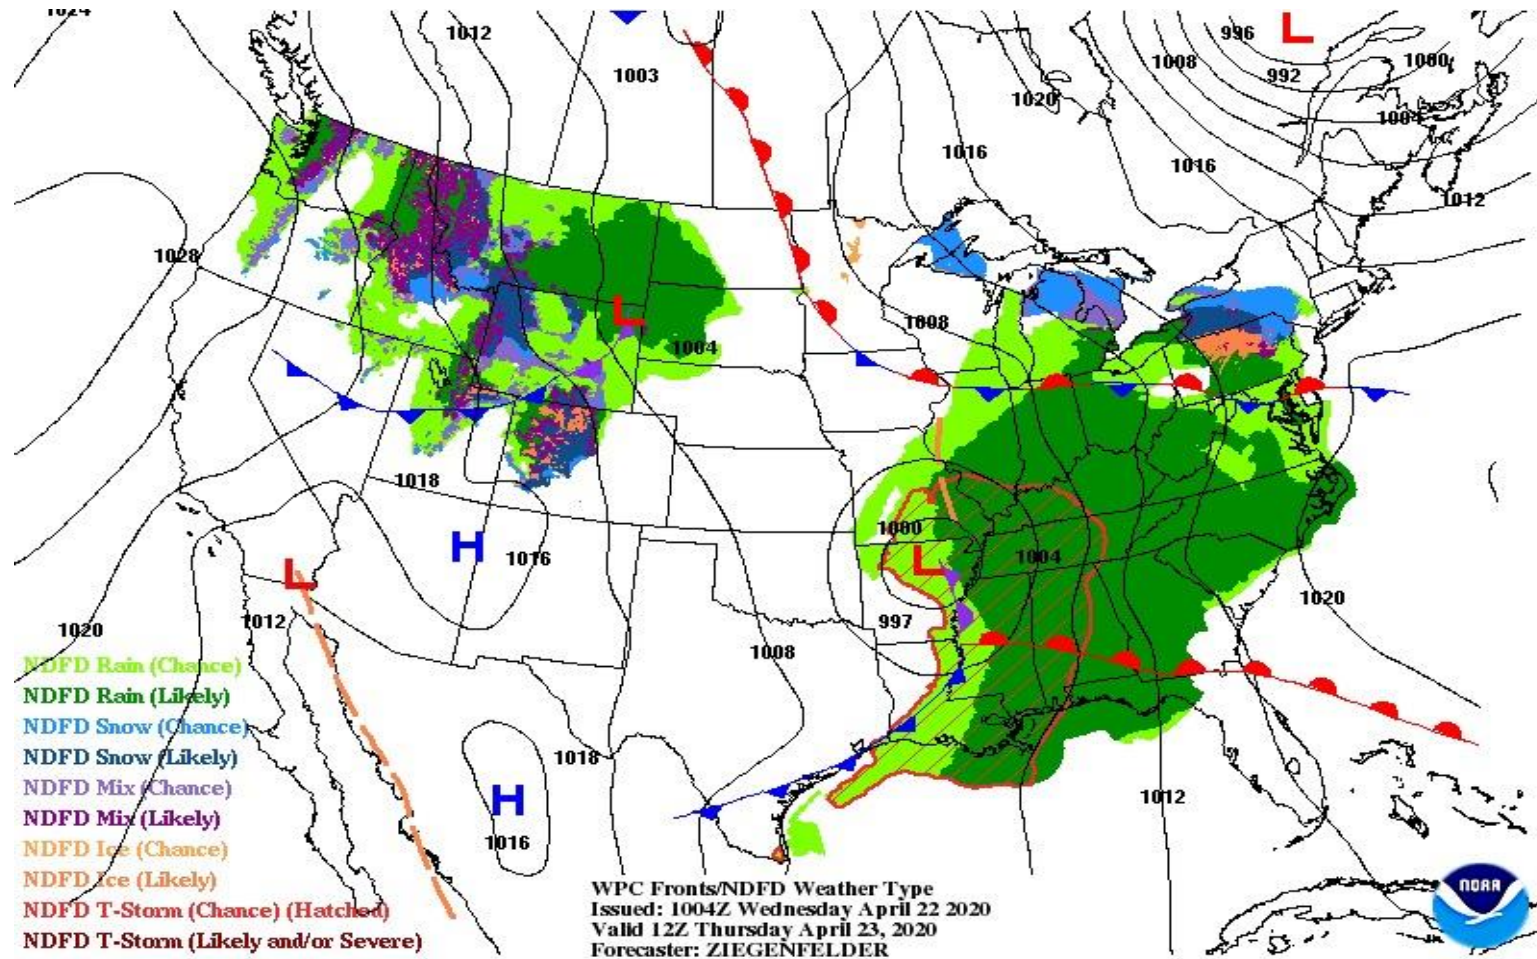 1024
1012
996
L
1003
1008
992
1000
1020
1004
1016
1016
1012
1028
L
1008
1004
1018
1000
H
1016
L
1004
L
1020
1012
997
1020
1008
NDFD Rain (Chance)
NDFD Rain (Likely)
NDFD Snow (Chance)
NDFD Snow (Likely)
1018
NDFD Mix (Chance)
H
1012
NDFD Mix (Likely)
1016
NDFD Ice (Chance)
NDFD Ice (Likely)
NDFD T-Storm (Chance) (Hatched)
NDFD T-Storm (Likely and/or Severe)
WPC Fronts/NDFD Weather Type
Issued: 1004Z Wednesday April 22 2020
Valid 12Z Thursday April 23, 2020
Forecaster: ZIEGENFELDER
NOAA